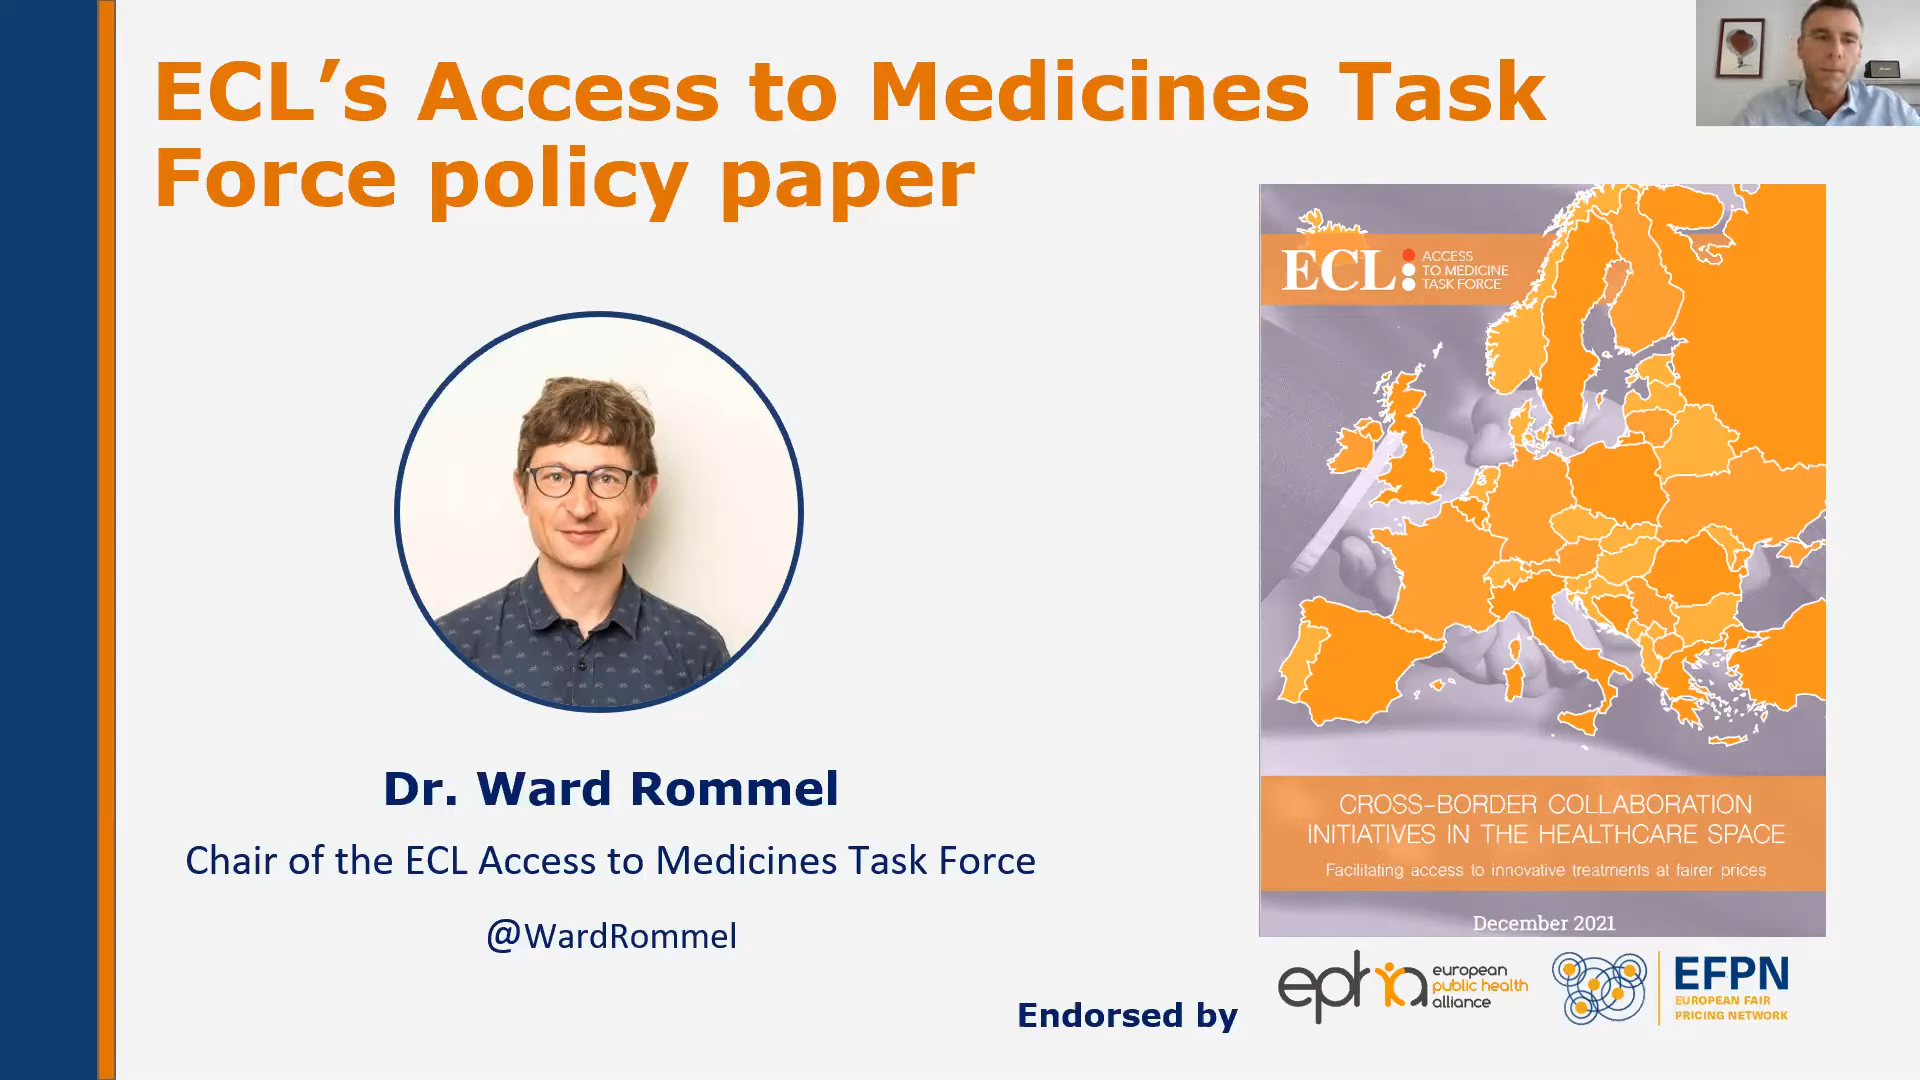 ECL’s Access to Medicines Task
Force policy paper
ECL
ACCESS
TO MEDICINE
TASK FORCE
Dr. Ward Rommel
Chair of the ECL Access to Medicines Task Force
@WardRommel
CROSS-BORDER COLLABORATION
INITIATIVES IN THE HEALTHCARE SPACE
Facilitating access to innovative treatments at fairer prices
December 2021
Endorsed by
epha
european
public health
alliance
EFPN
EUROPEAN FAIR
PRICING NETWORK